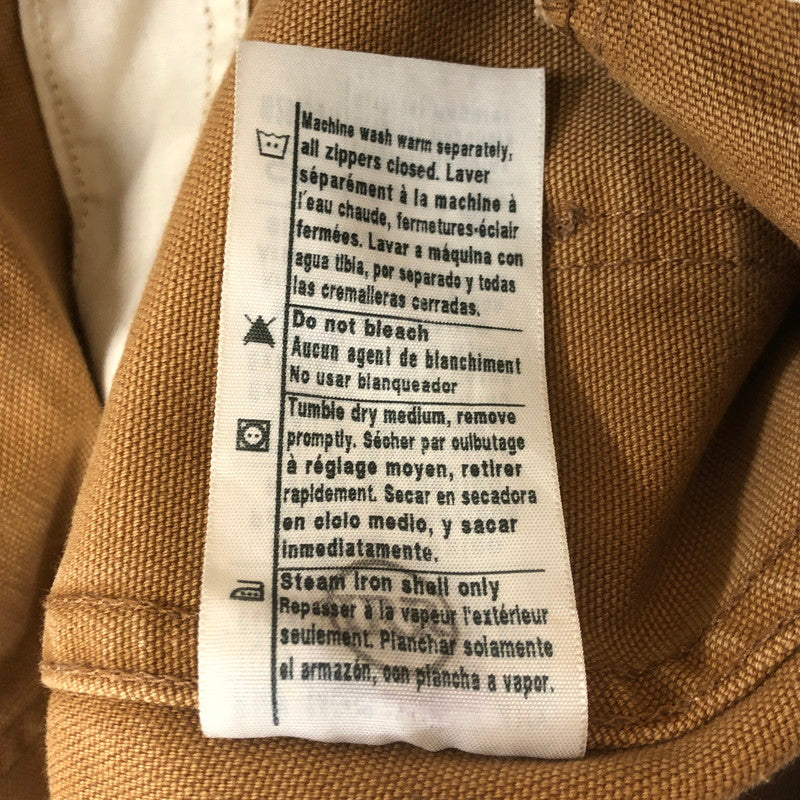 Machine wash warm separately,
all zippers closed. Laver
séparément à la machine à
l'eau chaude, fermetures-éclair
fermées. Lavar a máquina con
agua tibia, por separado y todas
las cremalleras cerradas.
Do not bleach
Aucun agent de blanchiment
No usar blanqueador
Tumble dry medium, remove
promptly. Sécher par culbutage
à réglage moyen, retirer
rapidement. Secar en secadora
en ciclo medio, y sacar
inmediatamente.
Steam iron shell only
Repasser à la vapeur l'extérieur
seulement. Planchar solamente
el armazón, con plancha a vapor.